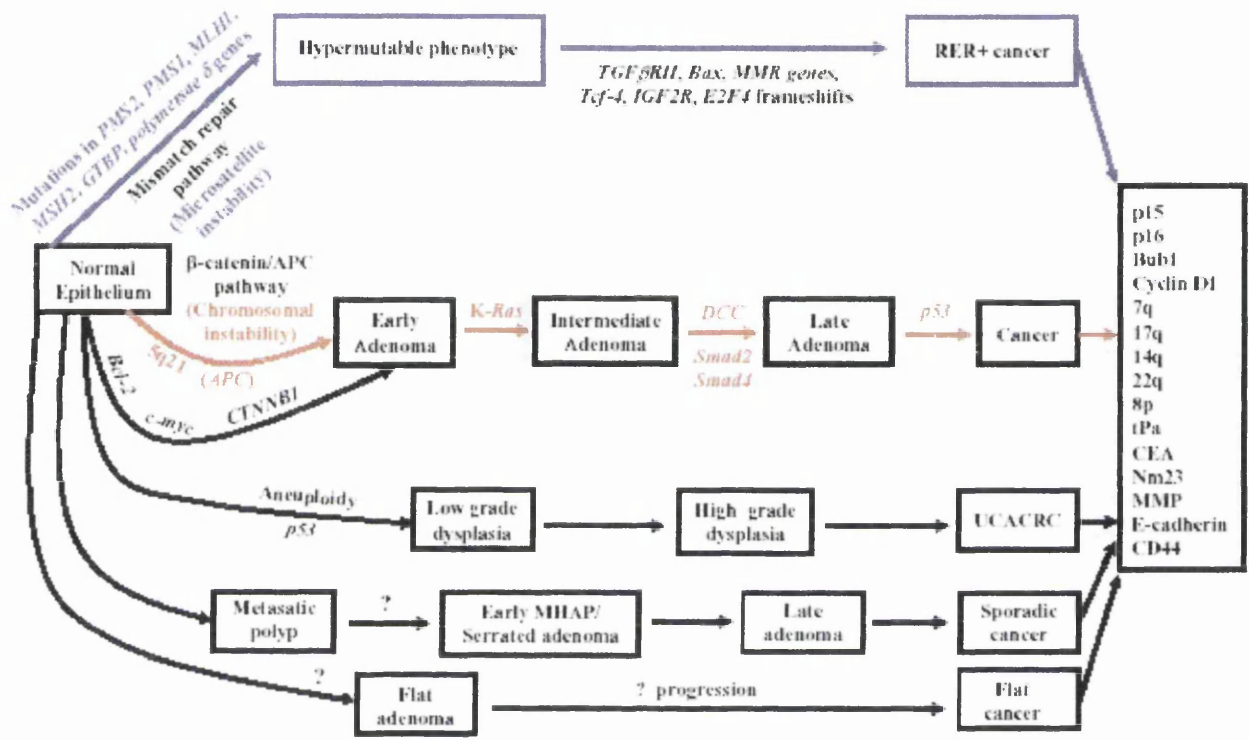 Mutations in PMS2, PMS1, MLH1,
MSH2, GTBP, polymersae δ genes
Mismatch repair
pathway
(Microsatellite
instability)
Hypermutable phenotype
TGFβRII, Bax, MMR genes,
Tcf-4, IGF2R, E2F4 frameshifts
RER+ cancer
Normal
Epithelium
β-catenin/APC
pathway
(Chromosomal
instability)
5q21
(APC)
Bcl-2
c-myc
CTNNB1
Early
Adenoma
K-Ras
Intermediate
Adenoma
DCC
Smad2
Smad4
Late
Adenoma
p53
Cancer
p15
p16
Bub1
Cyclin D1
7q
17q
14q
22q
8p
tPa
CEA
Nm23
MMP
E-cadherin
CD44
Aneuploidy
p53
Low grade
dysplasia
High grade
dysplasia
UCACRC
Metasatic
polyp
?
Early MHAP/
Serrated adenoma
Late
adenoma
Sporadic
cancer
?
Flat
adenoma
? progression
Flat
cancer